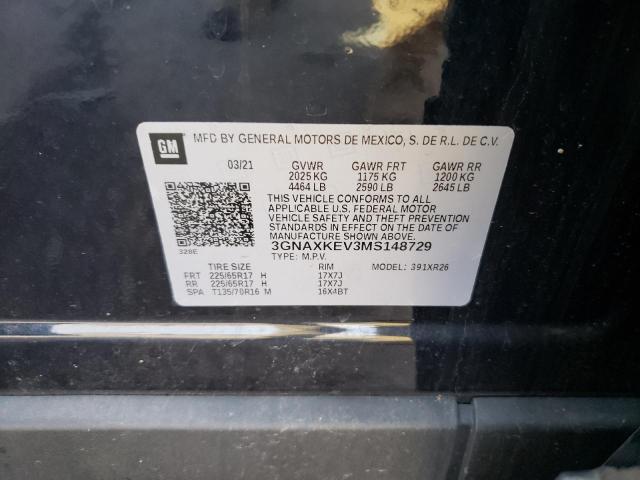 GM MFD BY GENERAL MOTORS DE MEXICO, S. DE R.L. DE C.V.
03/21 GVWR GAWR FRT GAWR RR
2025 KG 1175 KG 1200 KG
4464 LB 2590 LB 2645 LB
THIS VEHICLE CONFORMS TO ALL
APPLICABLE U.S. FEDERAL MOTOR
VEHICLE SAFETY AND THEFT PREVENTION
STANDARDS IN EFFECT ON THE DATE OF
MANUFACTURE SHOWN ABOVE.
328E 3GNAXKEV3MS148729
TYPE: M.P.V.
TIRE SIZE RIM MODEL: 391XR26
FRT 225/65R17 H 17X7J
RR 225/65R17 H 17X7J
SPA T135/70R16 M 16X4BT